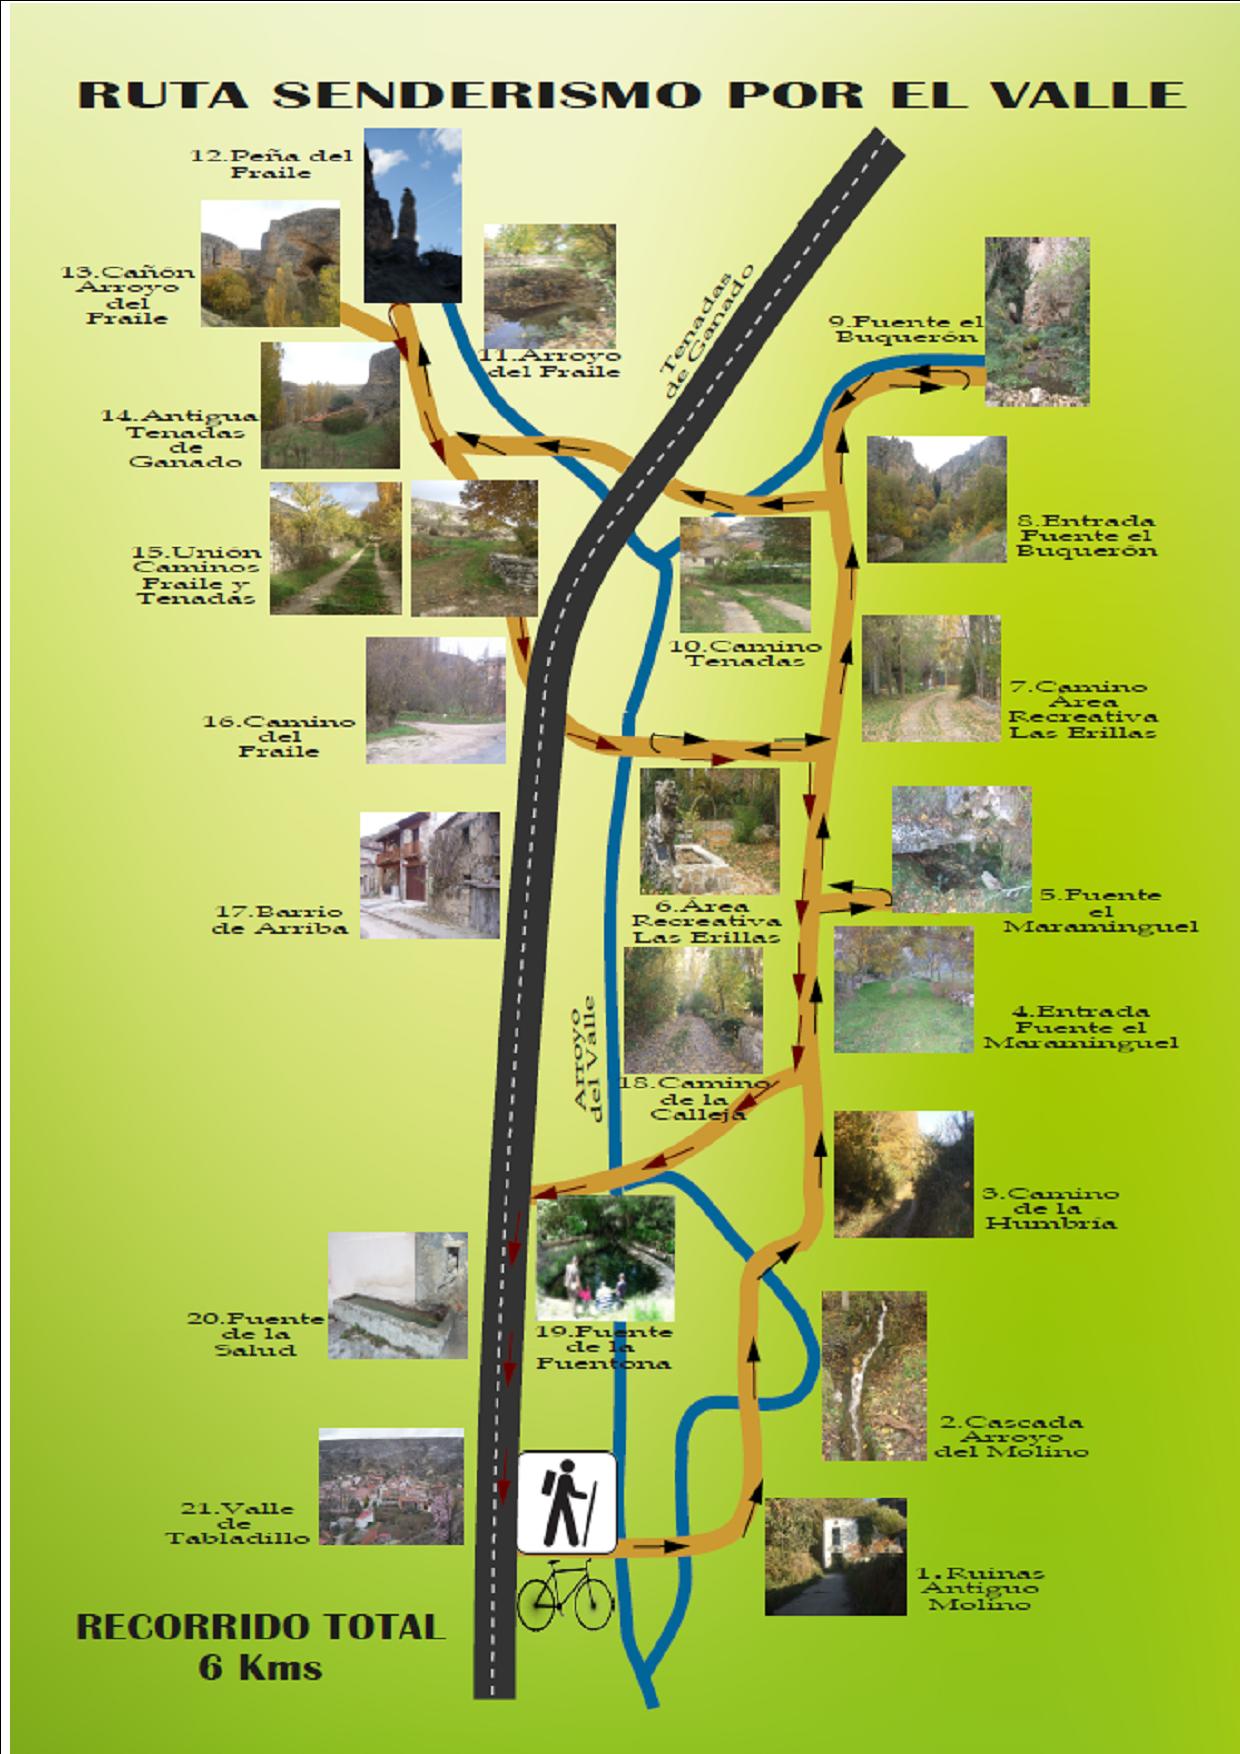 RUTA SENDERISMO POR EL VALLE
12.Peña del
Fraile
13.Cañón
Arroyo
del
Fraile
11.Arroyo
del Fraile
Tenadas
de Ganado
9.Fuente el
Buquerón
14.Antigua
Tenadas
de
Ganado
8.Entrada
Fuente el
Buquerón
15.Unión
Caminos
Fraile y
Tenadas
10.Camino
Tenadas
7.Camino
Área
Recreativa
Las Erillas
16.Camino
del
Fraile
17.Barrio
de Arriba
6.Área
Recreativa
Las Erillas
5.Fuente
el
Maraminguel
4.Entrada
Fuente el
Maraminguel
Arroyo
del Valle
18.Camino
de la
Calleja
3.Camino
de la
Humbría
20.Fuente
de la
Salud
19.Fuente
de la
Fuentona
2.Cascada
Arroyo
del Molino
21.Valle
de
Tabladillo
1.Ruinas
Antiguo
Molino
RECORRIDO TOTAL
6 Kms